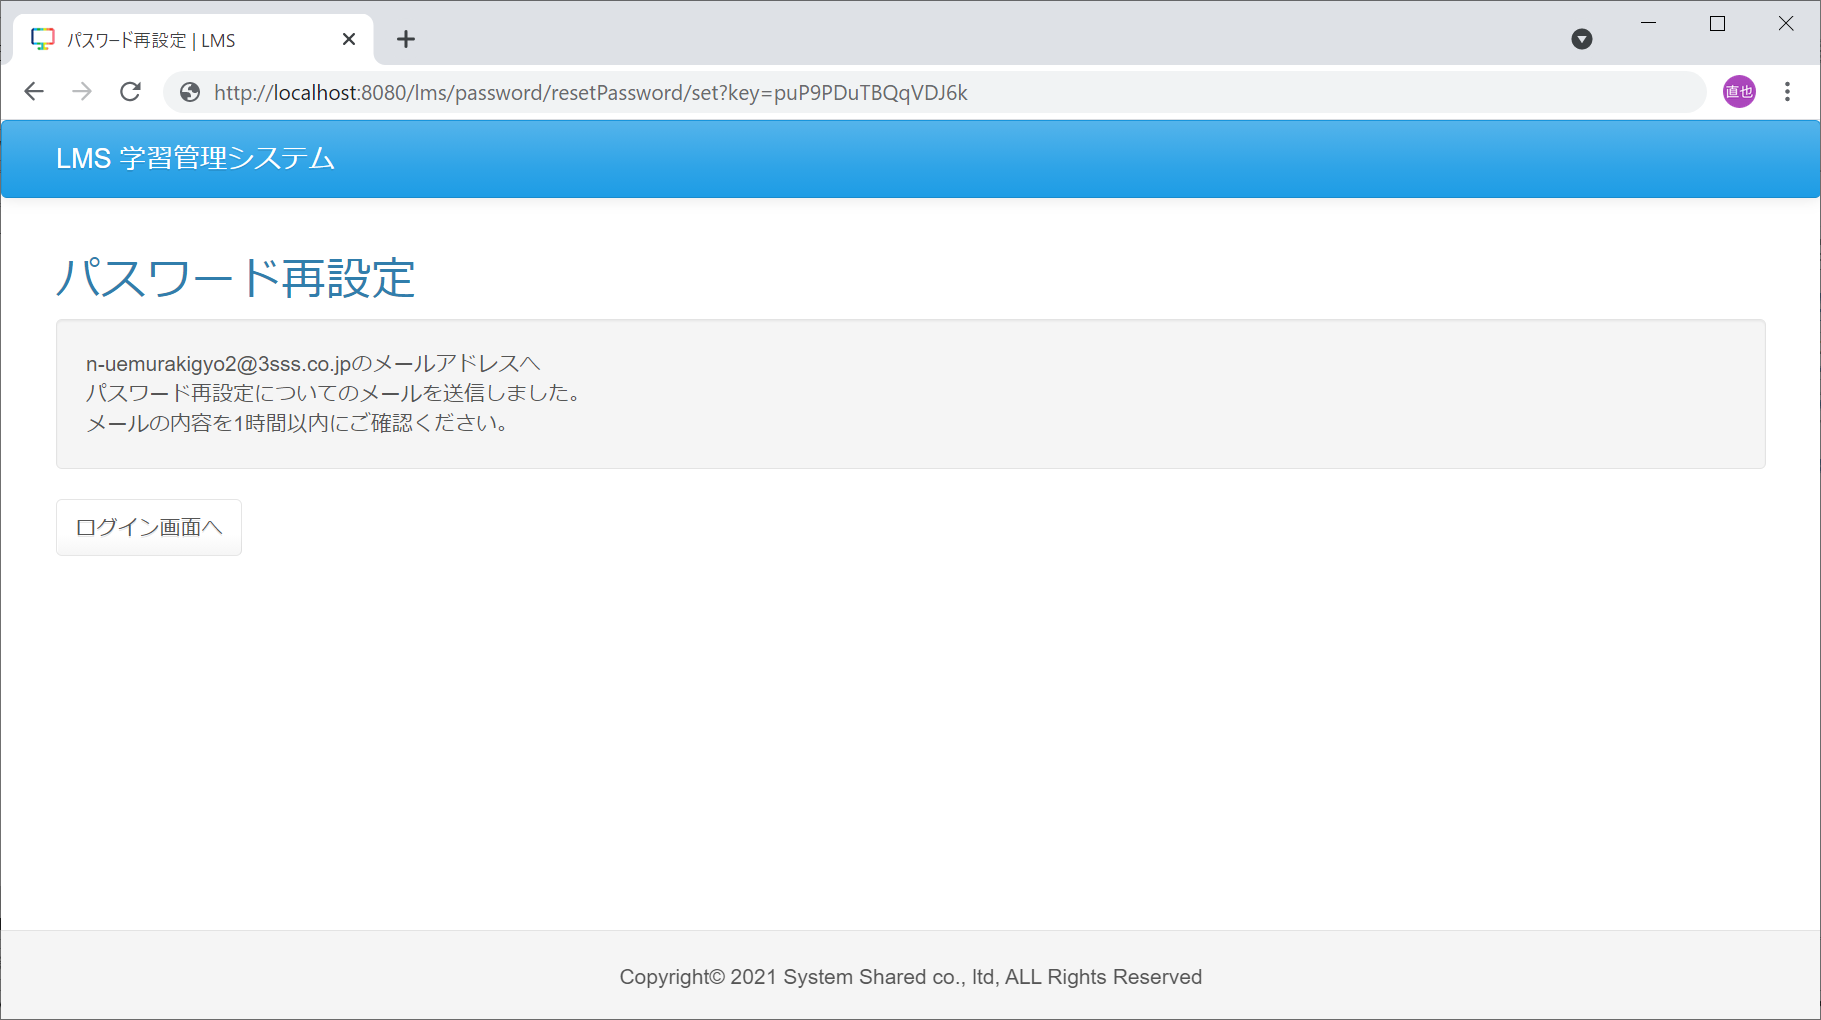 パスワード再設定 | LMS
http://localhost:8080/lms/password/resetPassword/set?key=puP9PDuTBQqVDJ6k
直也
LMS 学習管理システム
パスワード再設定
n-uemurakigyo2@3sss.co.jpのメールアドレスへ
パスワード再設定についてのメールを送信しました。
メールの内容を1時間以内にご確認ください。
ログイン画面へ
Copyright© 2021 System Shared co., ltd, ALL Rights Reserved